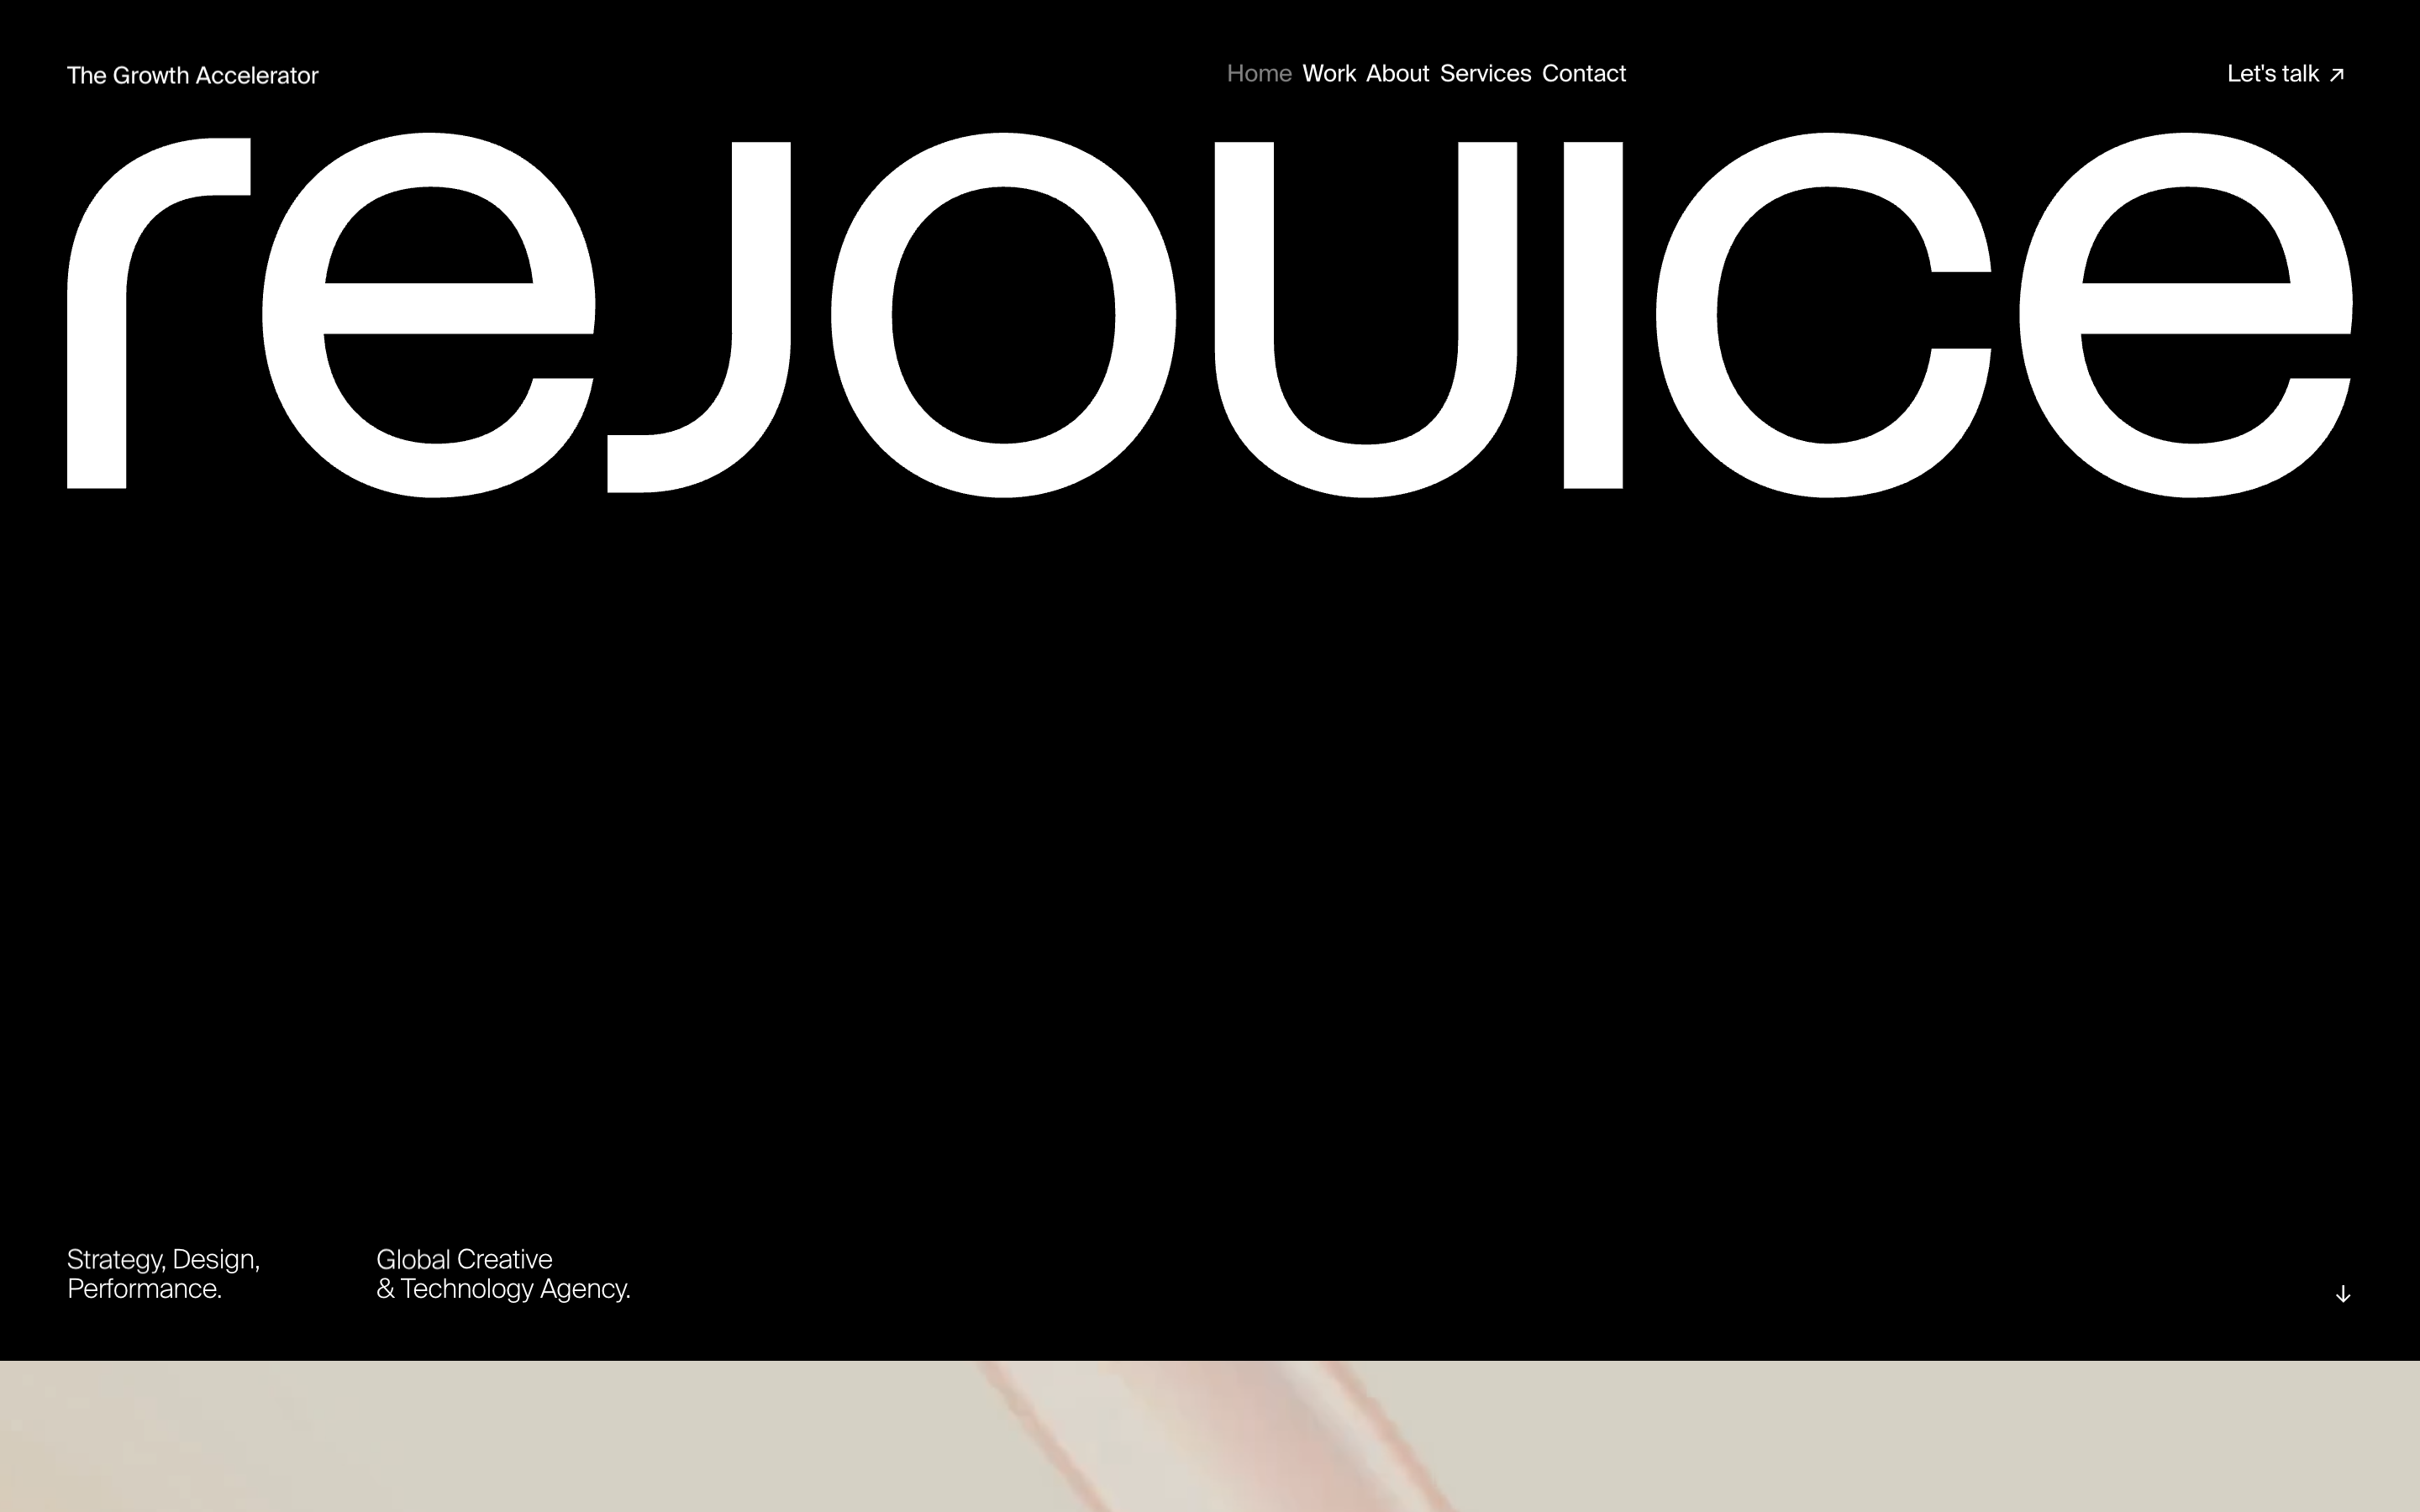 The Growth Accelerator
Home Work About Services Contact
Let's talk ↗
reJOUICe
Strategy, Design,
Performance.
Global Creative
& Technology Agency.
↓